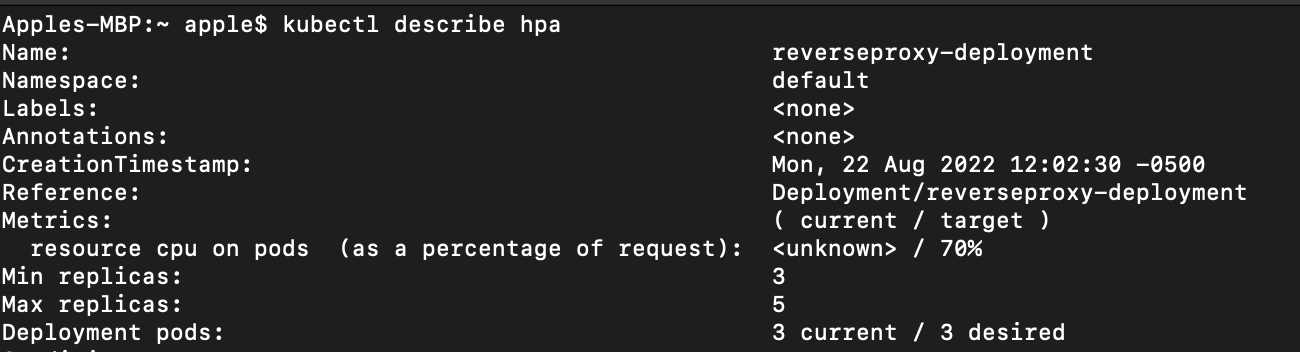 Apples-MBP:~ apple$ kubectl describe hpa
Name: reverseproxy-deployment
Namespace: default
Labels: <none>
Annotations: <none>
CreationTimestamp: Mon, 22 Aug 2022 12:02:30 -0500
Reference: Deployment/reverseproxy-deployment
Metrics: ( current / target )
  resource cpu on pods  (as a percentage of request): <unknown> / 70%
Min replicas: 3
Max replicas: 5
Deployment pods: 3 current / 3 desired